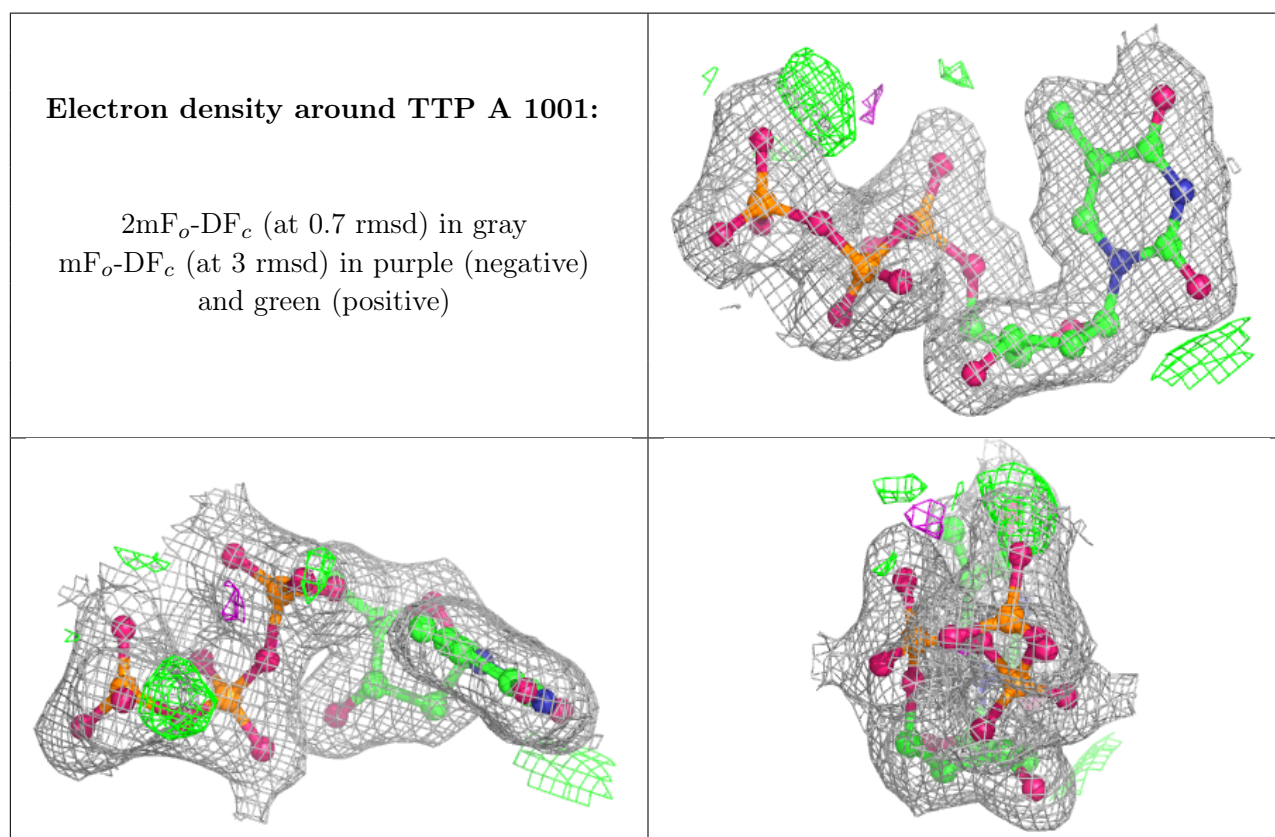 Electron density around TTP A 1001:
2mFo-DFc (at 0.7 rmsd) in gray
mFo-DFc (at 3 rmsd) in purple (negative)
and green (positive)